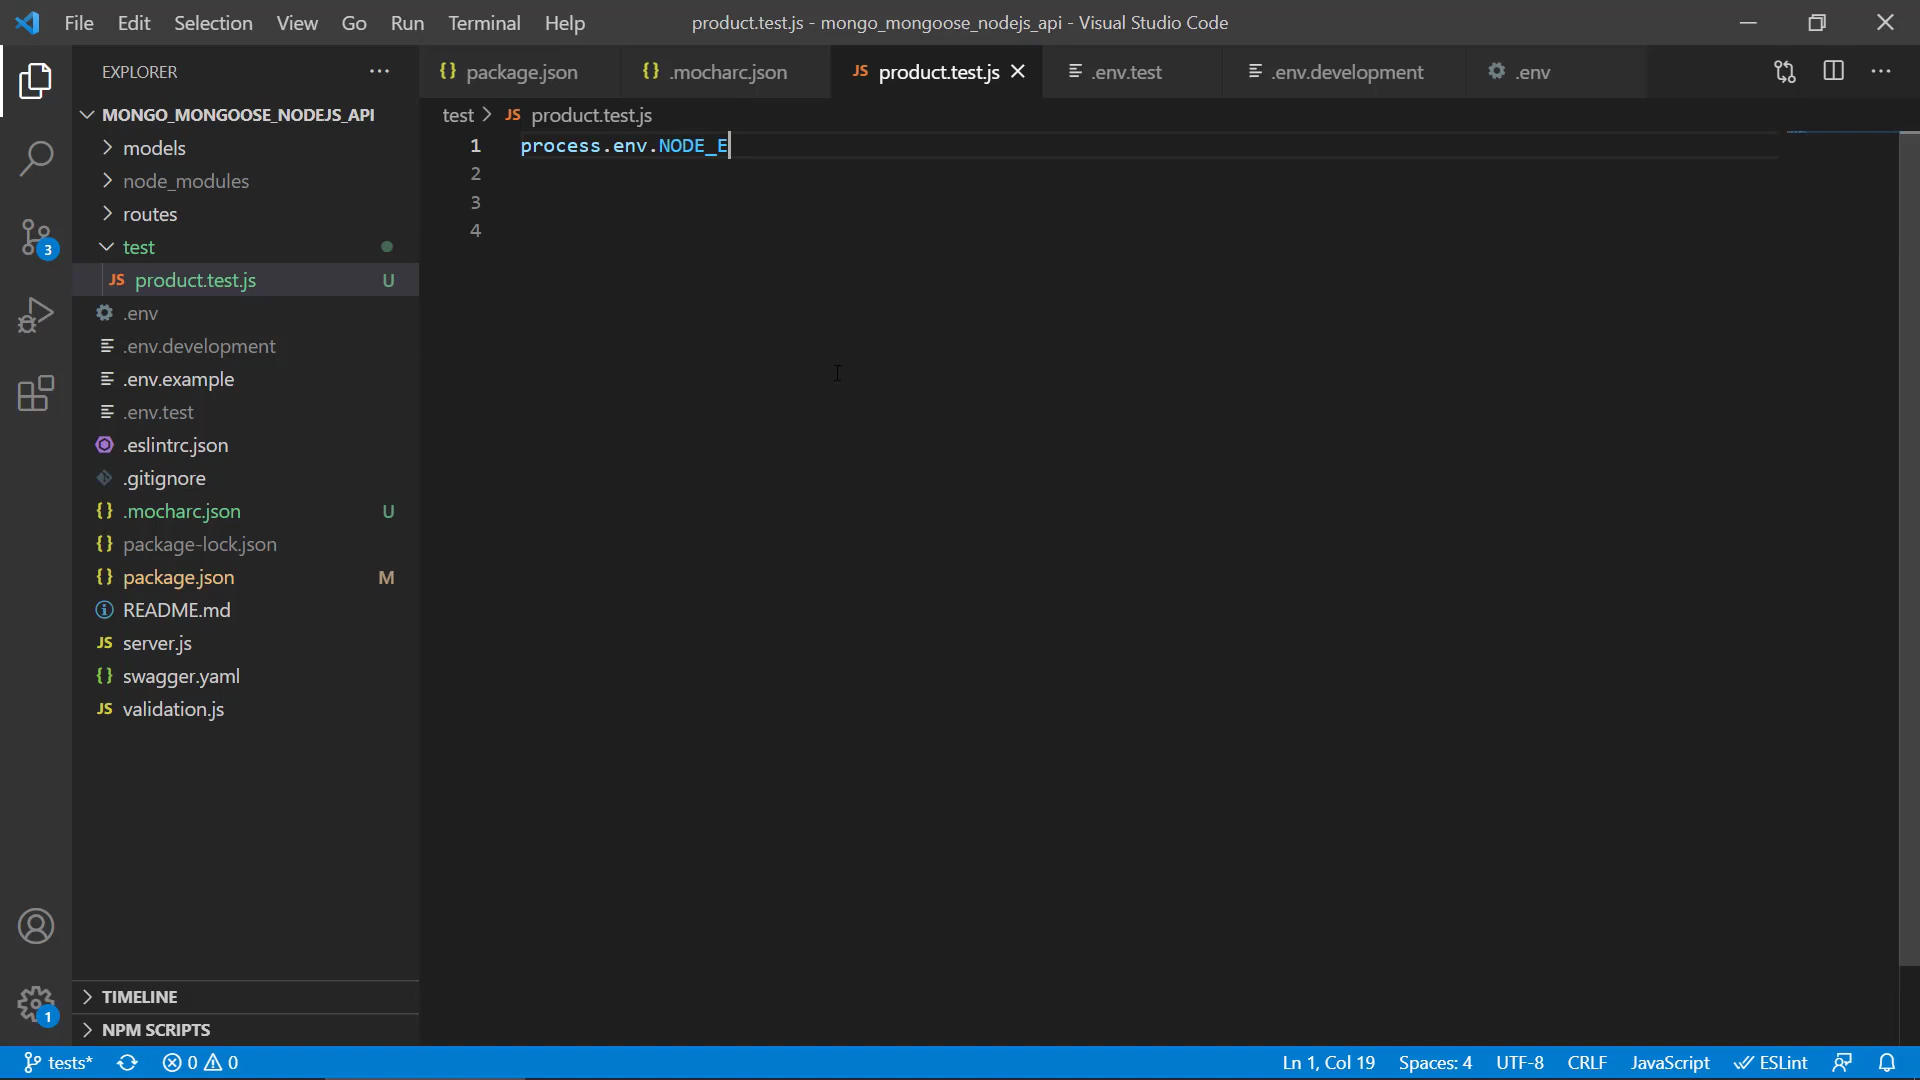 File Edit Selection View Go Run Terminal Help product.test.js - mongo_mongoose_nodejs_api - Visual Studio Code
EXPLORER
package.json .mocharc.json JS product.test.js .env.test .env.development .env
MONGO_MONGOOSE_NODEJS_API
test > JS product.test.js
models
node_modules
routes
test
JS product.test.js U
.env
.env.development
.env.example
.env.test
.eslintrc.json
.gitignore
{} .mocharc.json U
{} package-lock.json
{} package.json M
README.md
JS server.js
{} swagger.yaml
JS validation.js
1 process.env.NODE_E
2
3
4
3
1
TIMELINE
NPM SCRIPTS
tests* 0 0 Ln 1, Col 19 Spaces: 4 UTF-8 CRLF JavaScript ESLint